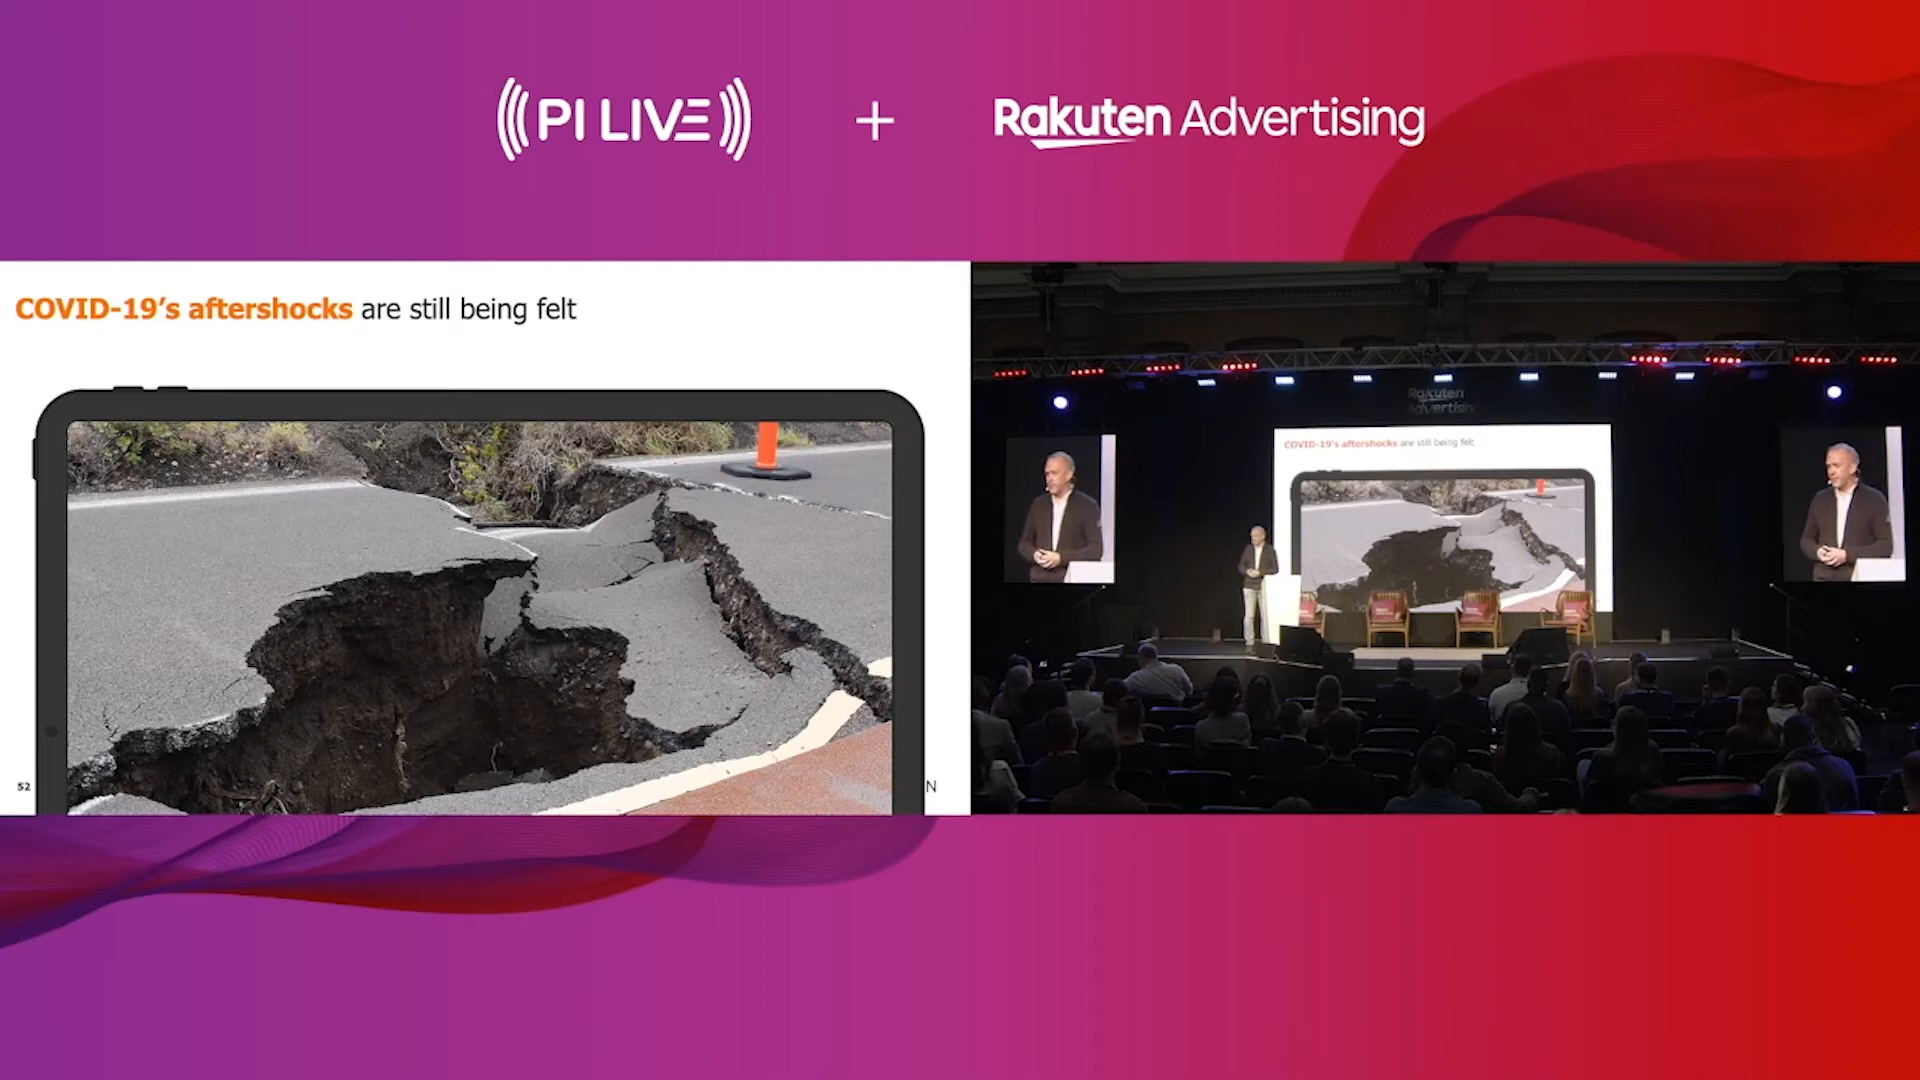 PI LIVE + Rakuten Advertising
COVID-19's aftershocks are still being felt
52
N
Rakuten
Advertising
COVID-19's aftershocks are still being felt